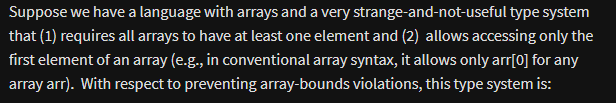 Suppose we have a language with arrays and a very strange-and-not-useful type system
that (1) requires all arrays to have at least one element and (2)  allows accessing only the
first element of an array (e.g., in conventional array syntax, it allows only arr[0] for any
array arr).  With respect to preventing array-bounds violations, this type system is: